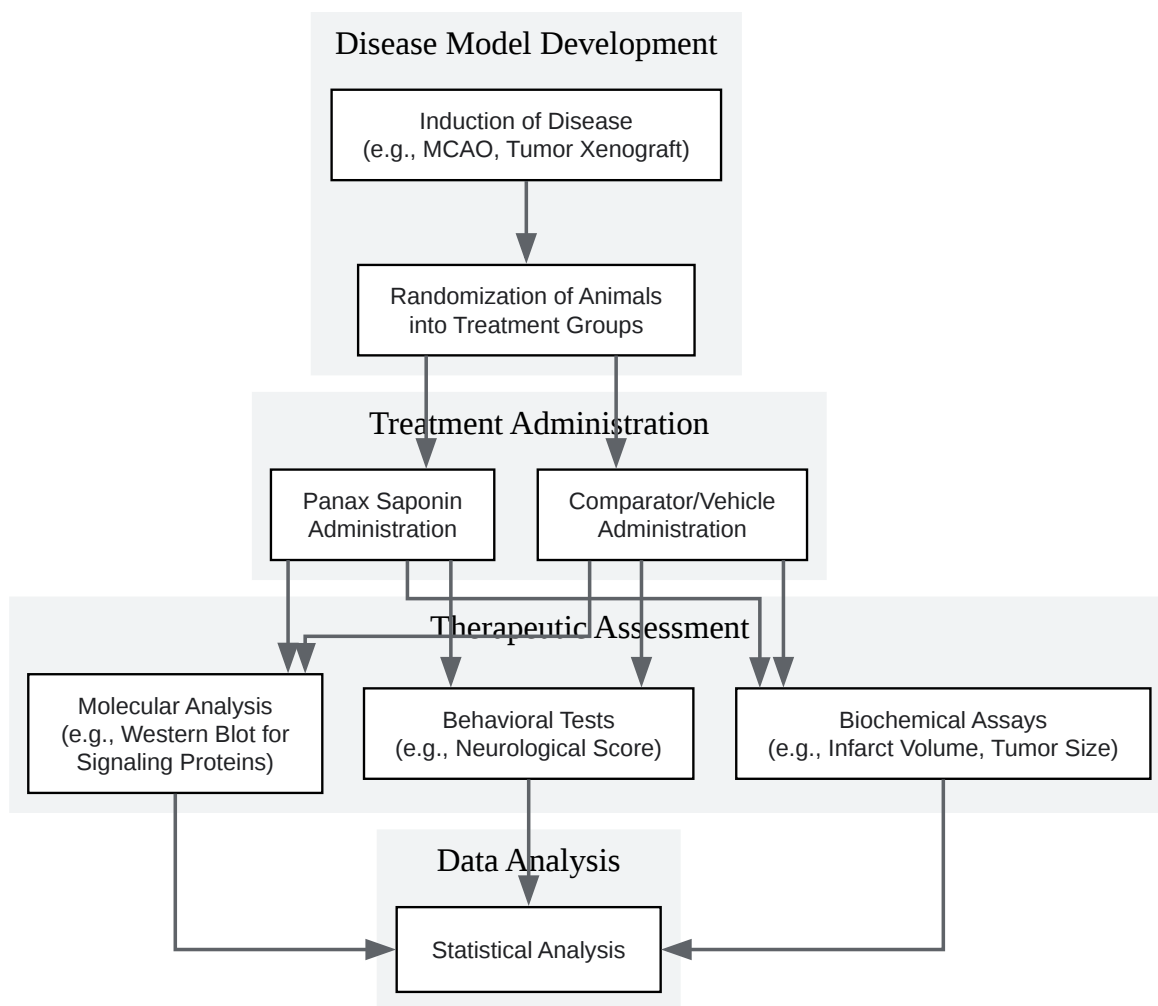 Disease Model Development
Induction of Disease
(e.g., MCAO, Tumor Xenograft)
Randomization of Animals
into Treatment Groups
Treatment Administration
Panax Saponin
Administration
Comparator/Vehicle
Administration
Therapeutic Assessment
Molecular Analysis
(e.g., Western Blot for
Signaling Proteins)
Behavioral Tests
(e.g., Neurological Score)
Biochemical Assays
(e.g., Infarct Volume, Tumor Size)
Data Analysis
Statistical Analysis